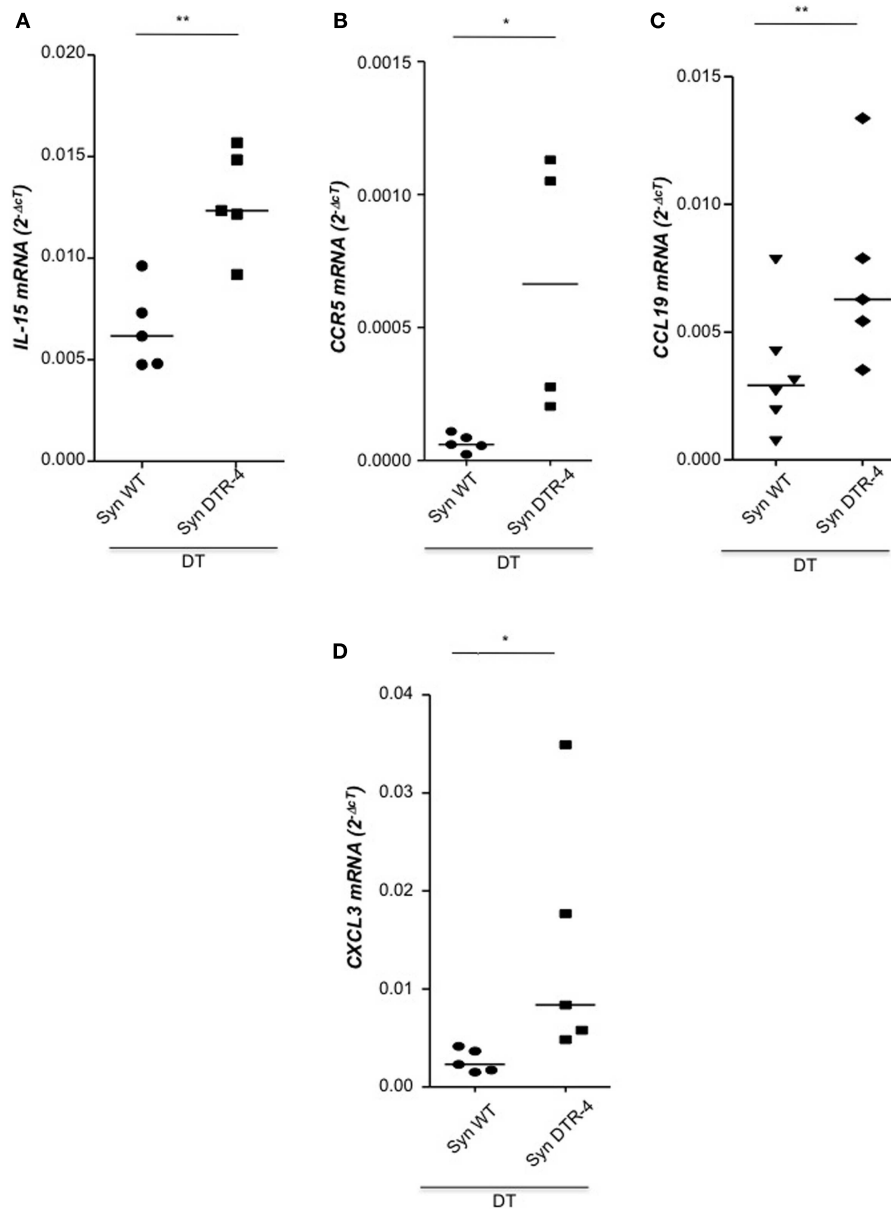 A
**
IL-15 mRNA (2-ΔcT)
0.020
0.015
0.010
0.005
0.000
Syn WT
Syn DTR-4
DT
B
*
CCR5 mRNA (2-ΔcT)
0.0015
0.0010
0.0005
0.0000
Syn WT
Syn DTR-4
DT
C
**
CCL19 mRNA (2-ΔcT)
0.015
0.010
0.005
0.000
Syn WT
Syn DTR-4
DT
D
*
CXCL3 mRNA (2-ΔcT)
0.04
0.03
0.02
0.01
0.00
Syn WT
Syn DTR-4
DT